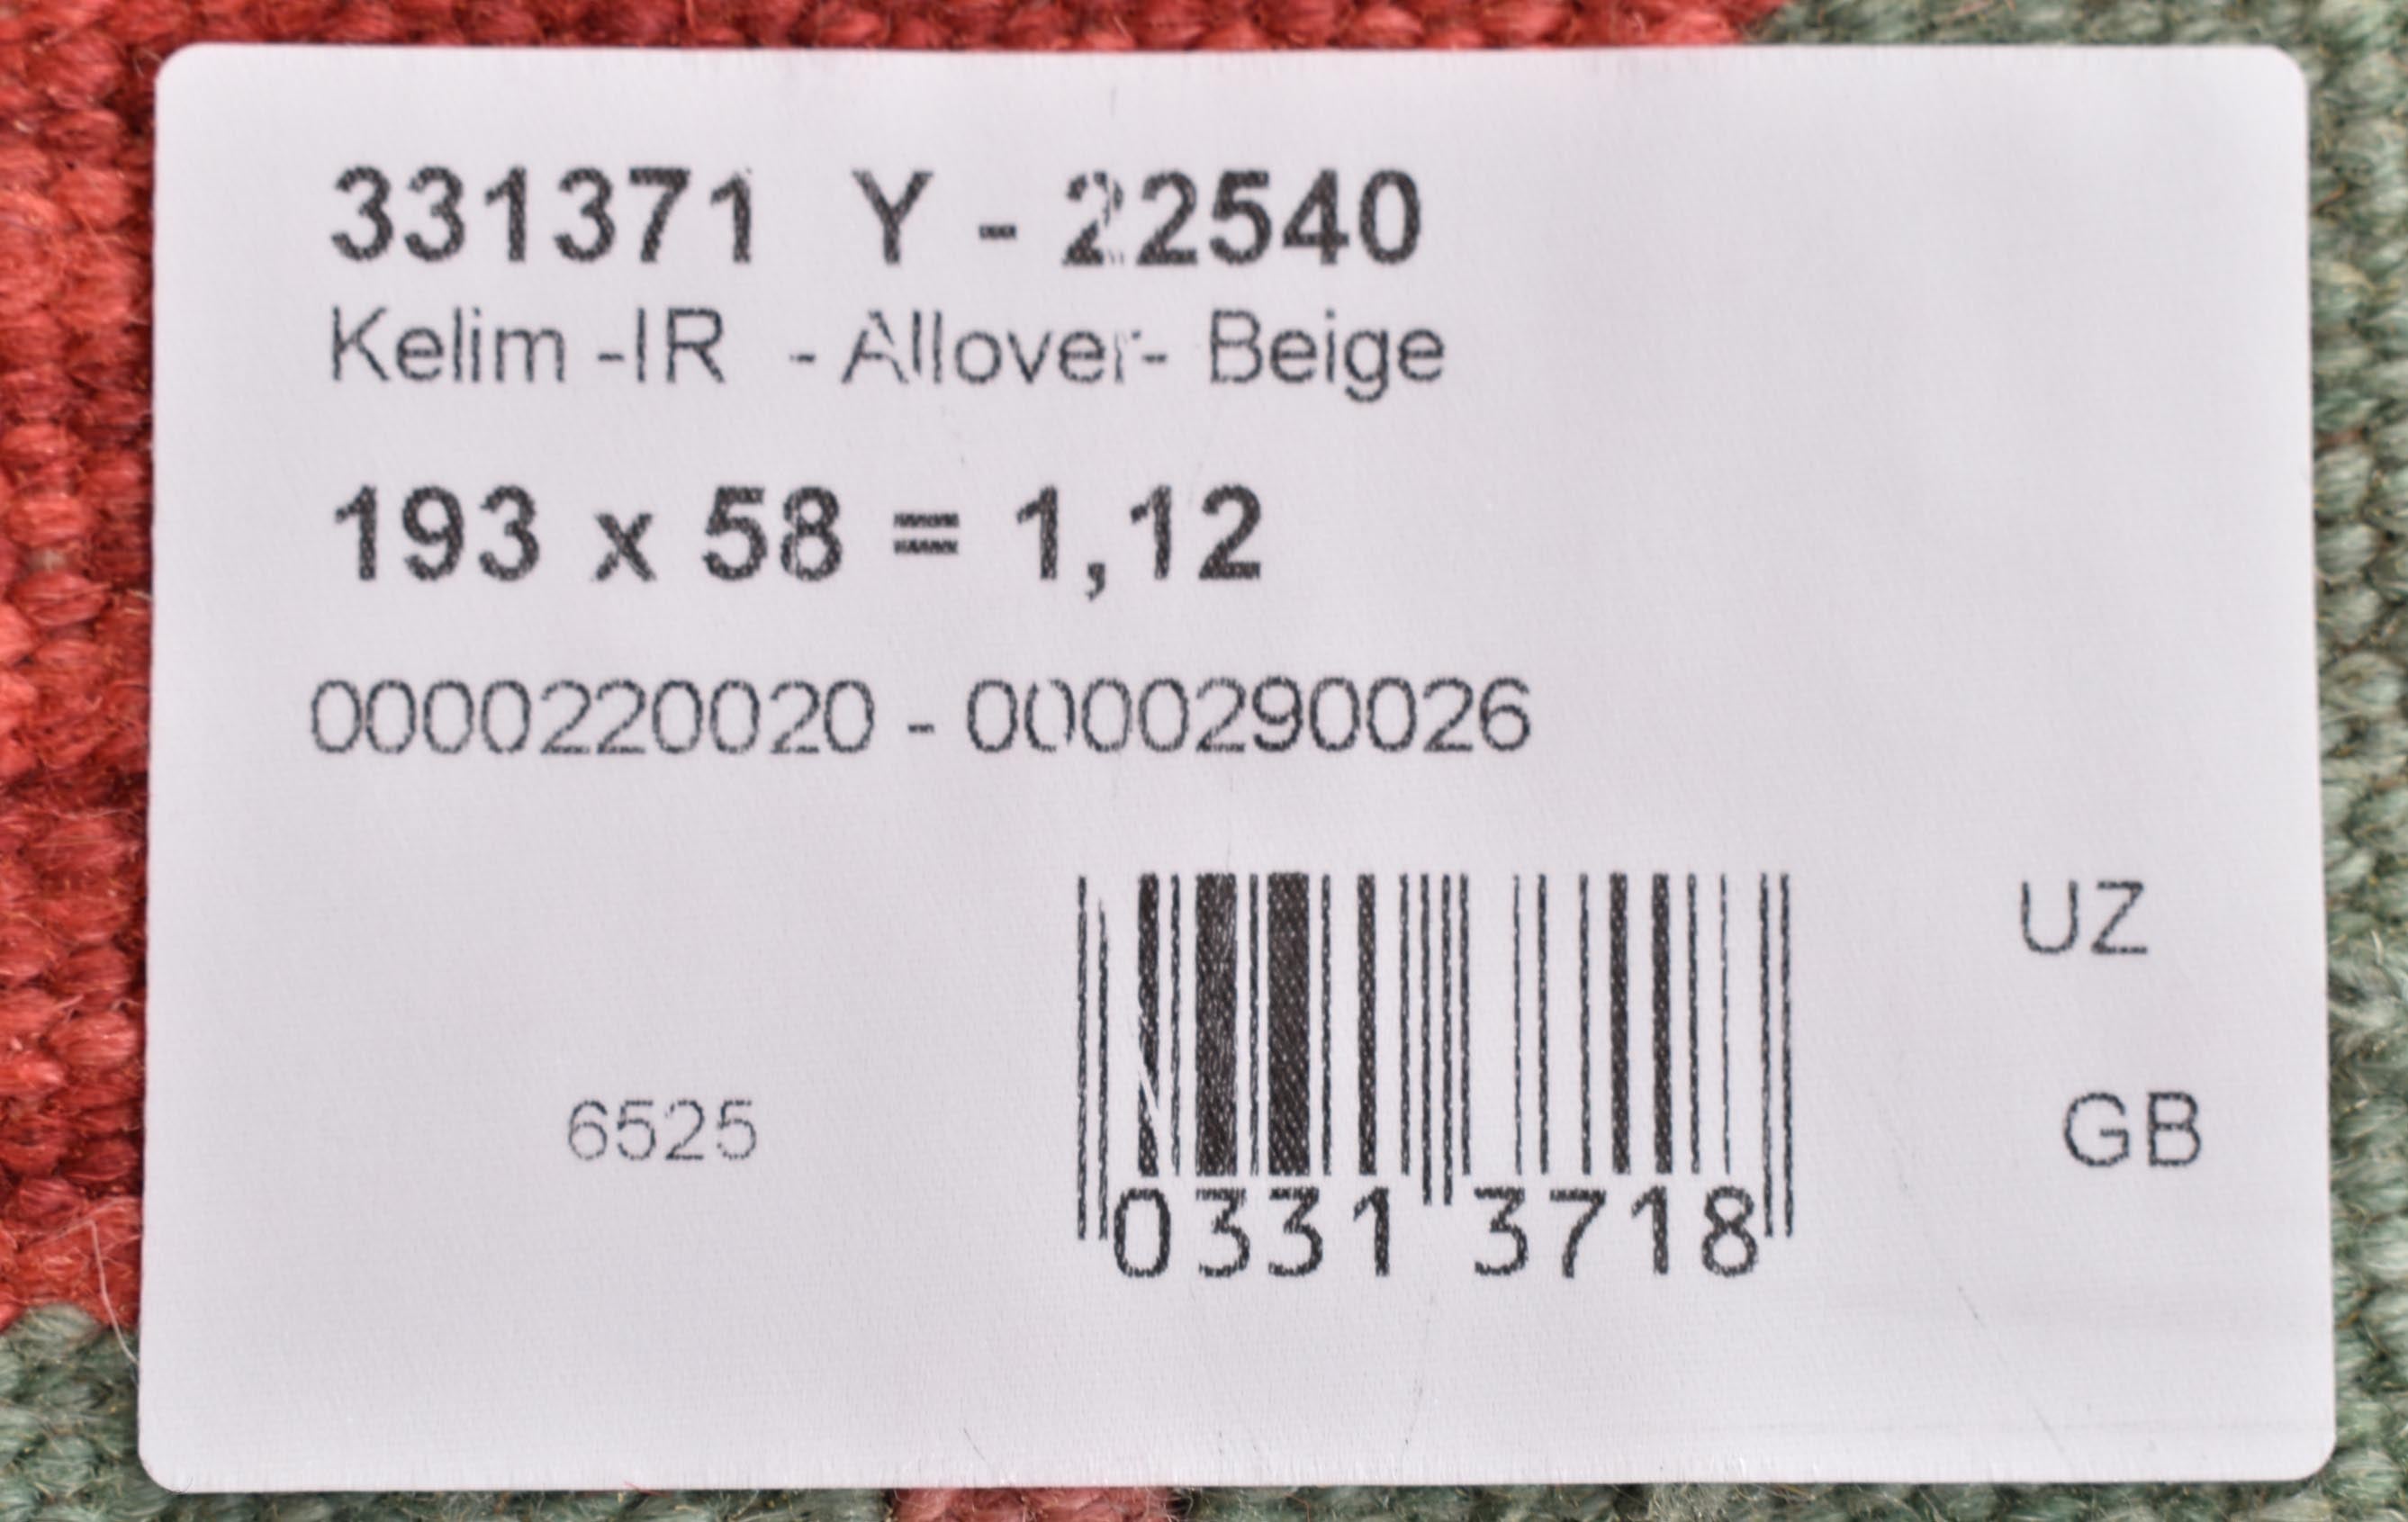 331371 Y - 22540
Kelim -IR - Allover- Beige
193 x 58 = 1,12
0000220020 - 0000290026
UZ
6525
GB
0331 3718